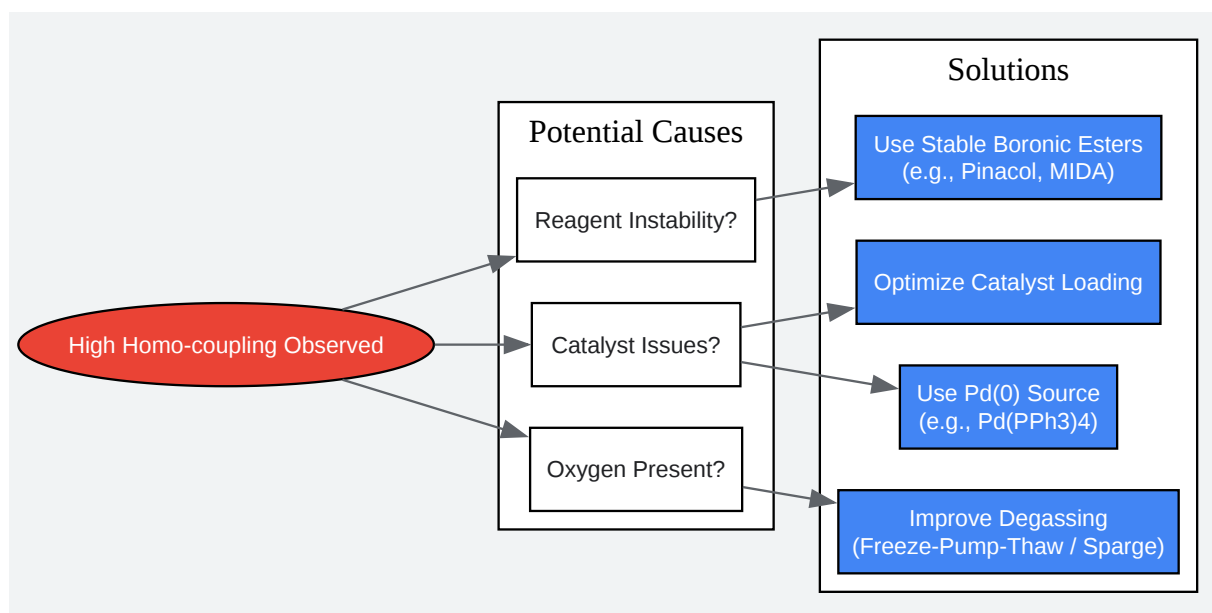 High Homo-coupling Observed
Potential Causes
Reagent Instability?
Catalyst Issues?
Oxygen Present?
Solutions
Use Stable Boronic Esters
(e.g., Pinacol, MIDA)
Optimize Catalyst Loading
Use Pd(0) Source
(e.g., Pd(PPh3)4)
Improve Degassing
(Freeze-Pump-Thaw / Sparge)